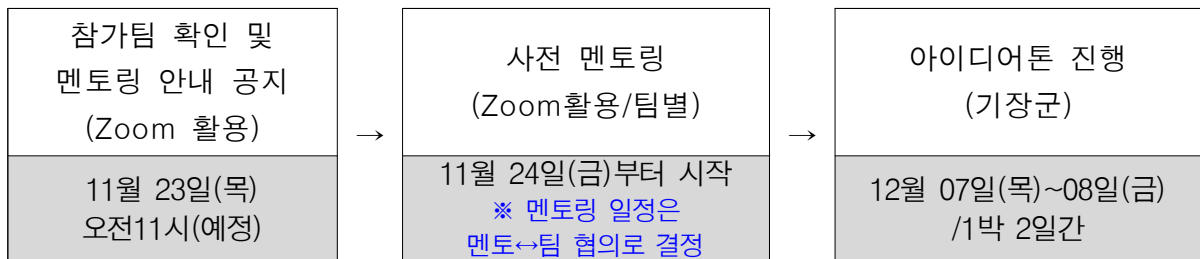 참가팀 확인 및
멘토링 안내 공지
(Zoom 활용)
11월 23일(목)
오전11시(예정)
→
사전 멘토링
(Zoom활용/팀별)
11월 24일(금)부터 시작
※ 멘토링 일정은
멘토↔팀 협의로 결정
→
아이디어톤 진행
(기장군)
12월 07일(목)~08일(금)
/1박 2일간